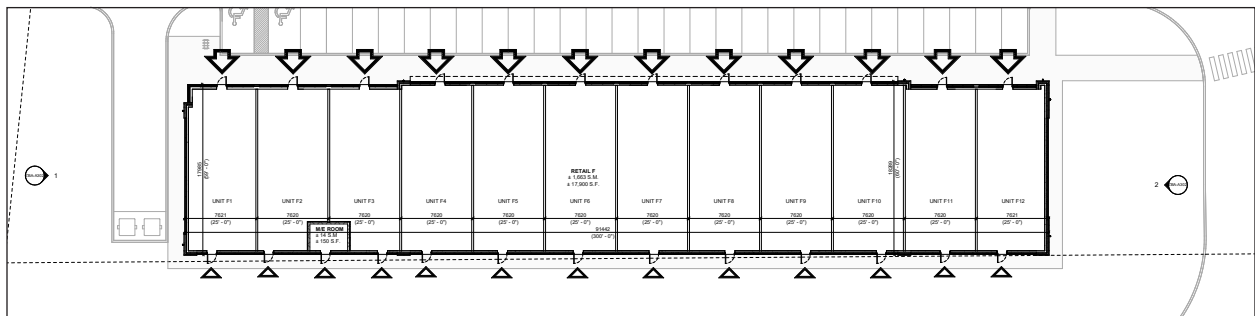 1
17985
(59' - 0")
RETAIL F
± 1,663 S.M.
± 17,900 S.F.
18289
(60' - 0")
2
UNIT F1
UNIT F2
UNIT F3
UNIT F4
UNIT F5
UNIT F6
UNIT F7
UNIT F8
UNIT F9
UNIT F10
UNIT F11
UNIT F12
7621
(25' - 0")
7620
(25' - 0")
7620
(25' - 0")
7620
(25' - 0")
7620
(25' - 0")
7620
(25' - 0")
7620
(25' - 0")
7620
(25' - 0")
7620
(25' - 0")
7620
(25' - 0")
7620
(25' - 0")
7621
(25' - 0")
M/E ROOM
± 14 S.M
± 150 S.F.
91442
(300' - 0")